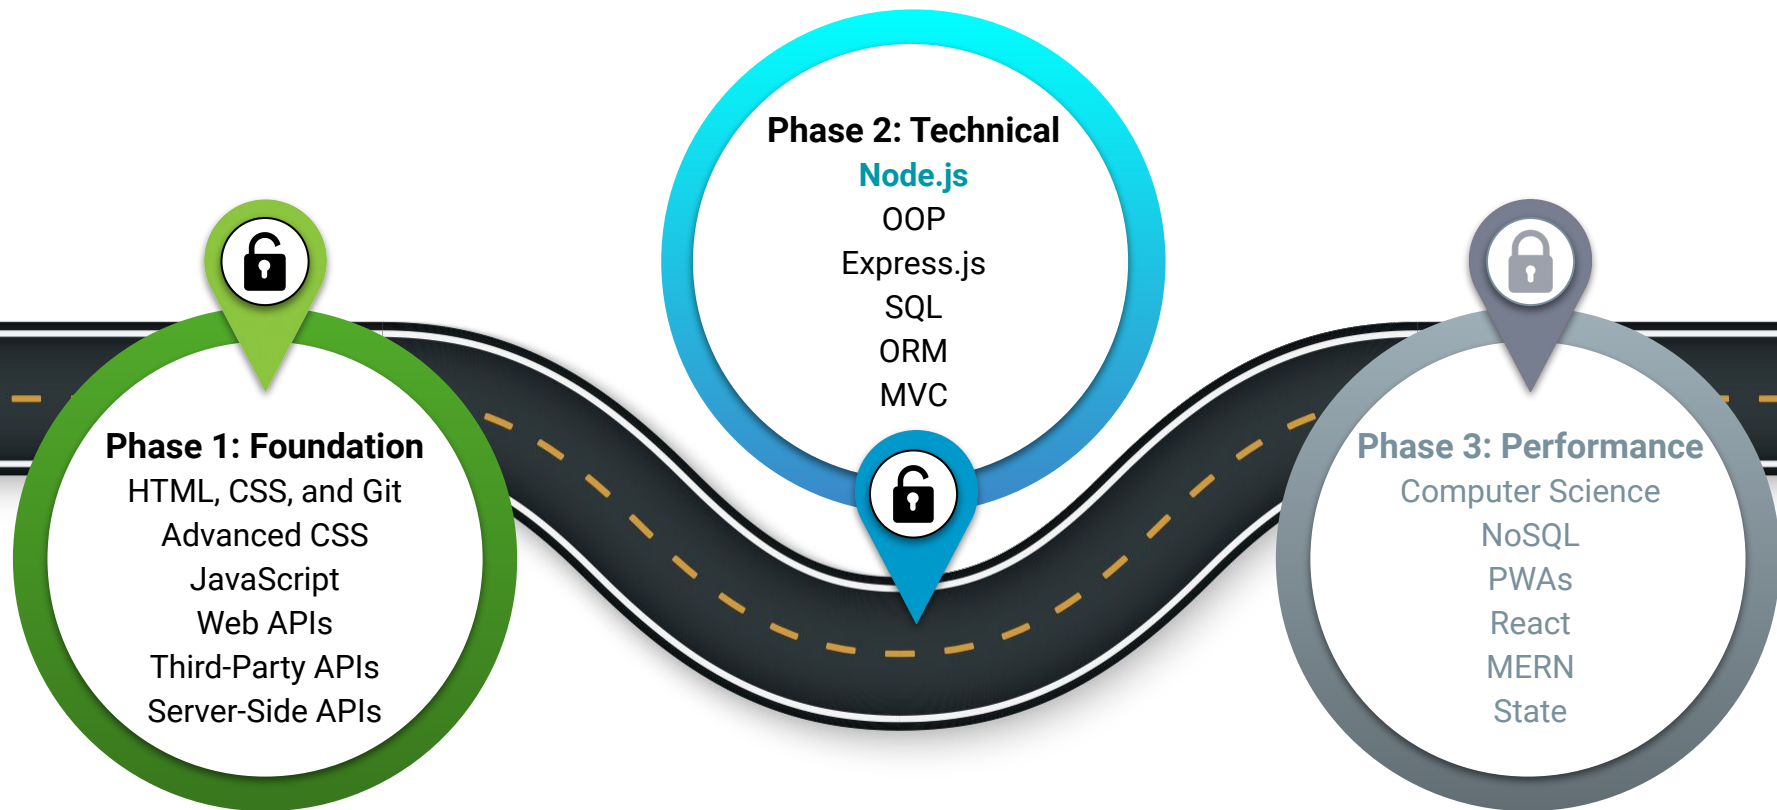 Phase 1: Foundation
HTML, CSS, and Git
Advanced CSS
JavaScript
Web APIs
Third-Party APIs
Server-Side APIs
Phase 2: Technical
Node.js
OOP
Express.js
SQL
ORM
MVC
Phase 3: Performance
Computer Science
NoSQL
PWAs
React
MERN
State